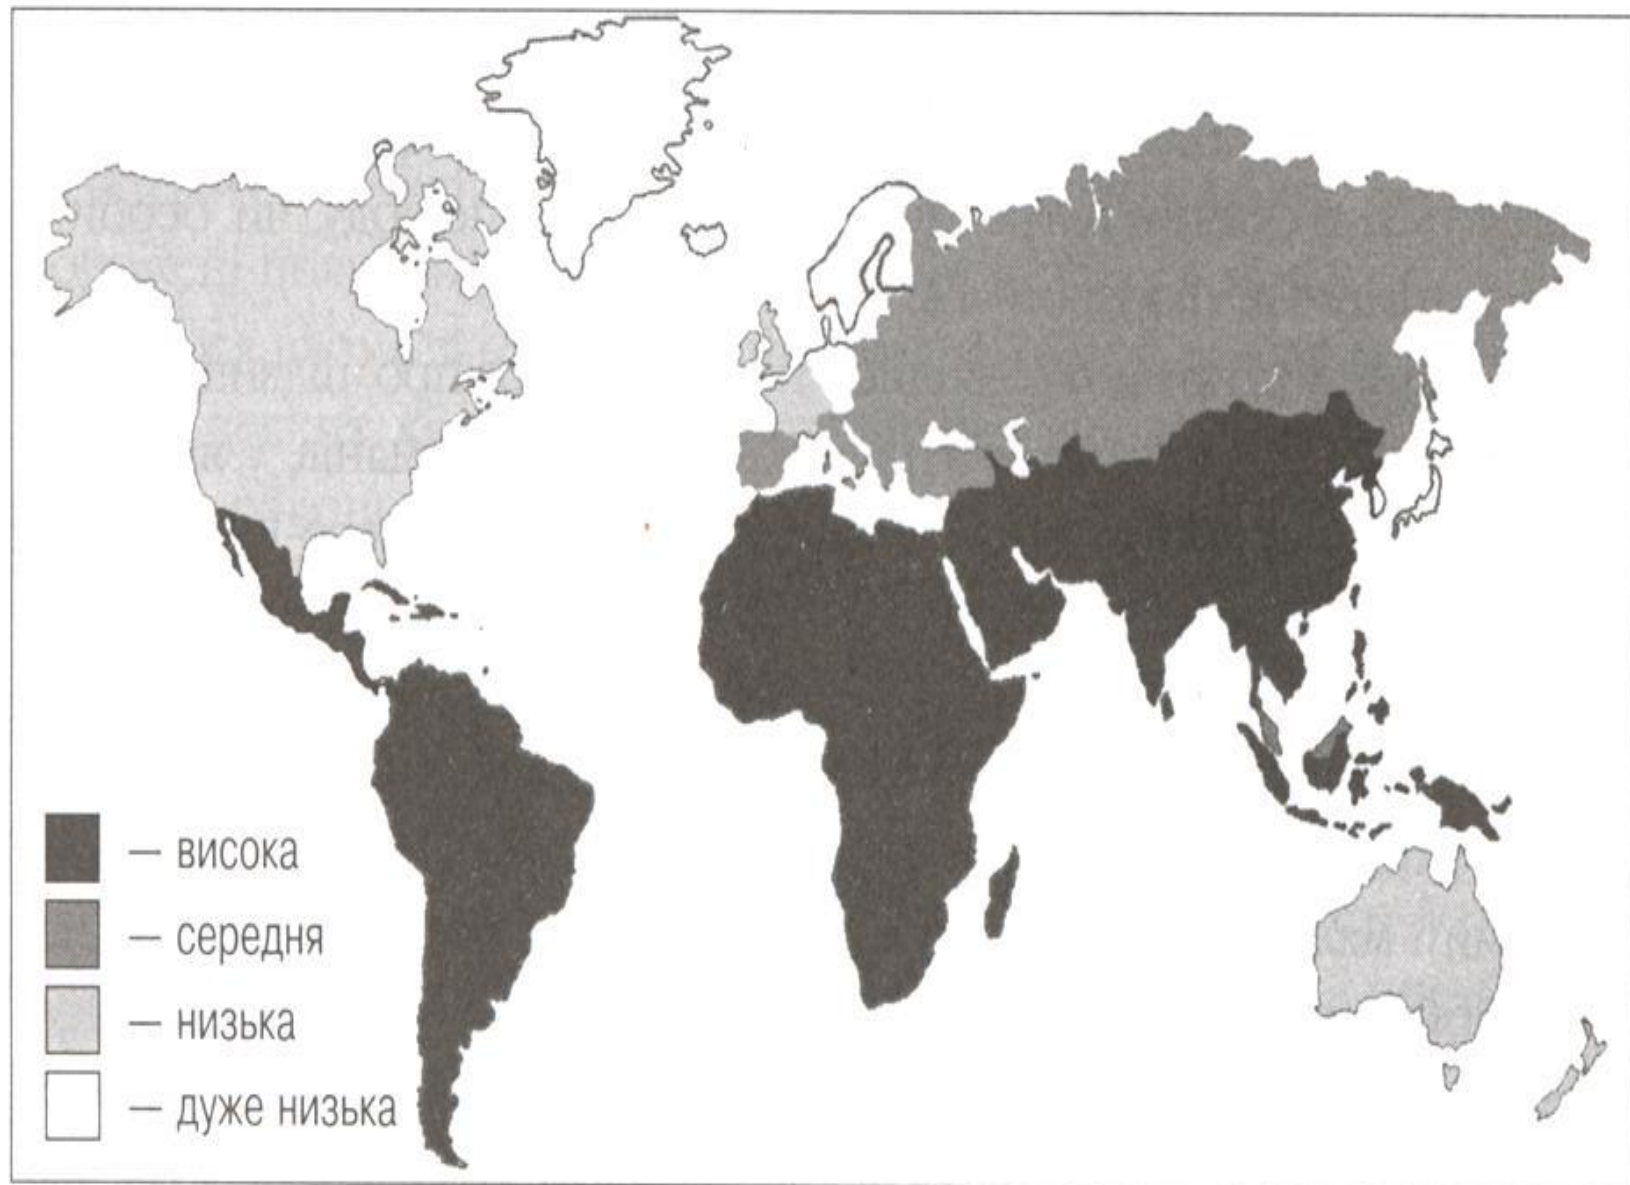 — висока
— середня
— низька
— дуже низька